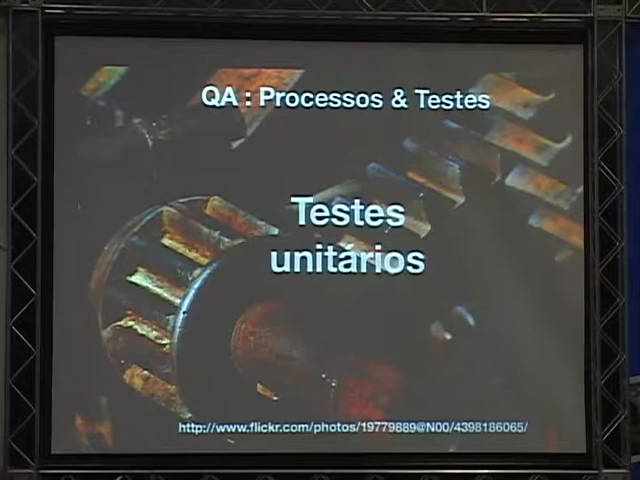 QA : Processos & Testes
Testes
unitários
http://www.flickr.com/photos/19779889@N00/4398186065/